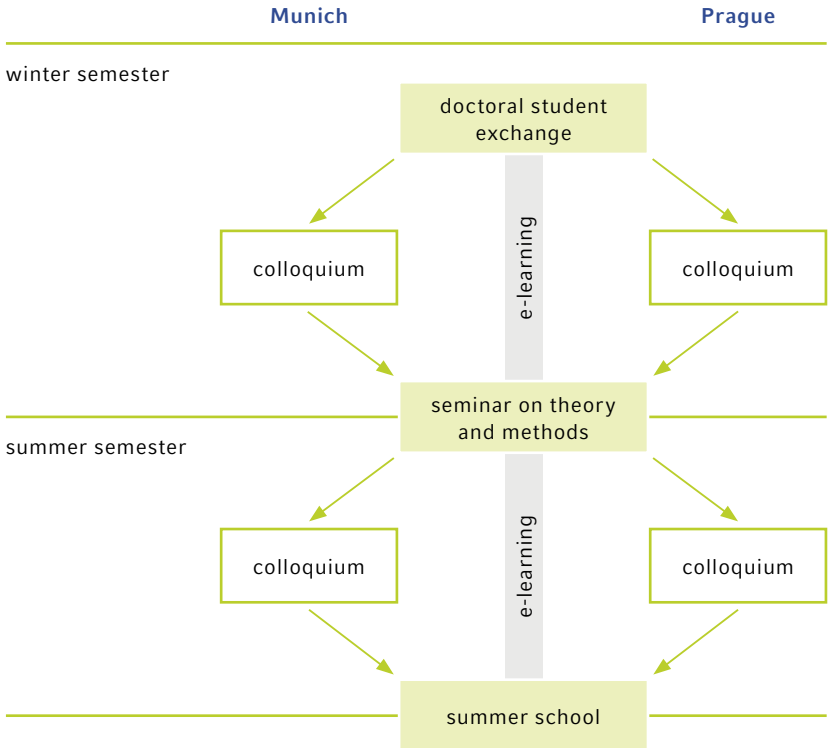 Munich
Prague
winter semester
doctoral student
exchange
e-learning
colloquium
colloquium
seminar on theory
and methods
summer semester
e-learning
colloquium
colloquium
summer school